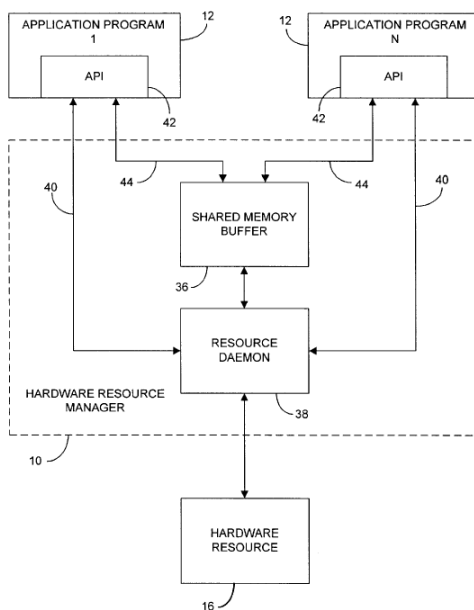 APPLICATION PROGRAM
1
12
API
42
12
APPLICATION PROGRAM
N
API
42
40
44
44
40
SHARED MEMORY
BUFFER
36
RESOURCE
DAEMON
38
HARDWARE RESOURCE
MANAGER
10
HARDWARE
RESOURCE
16